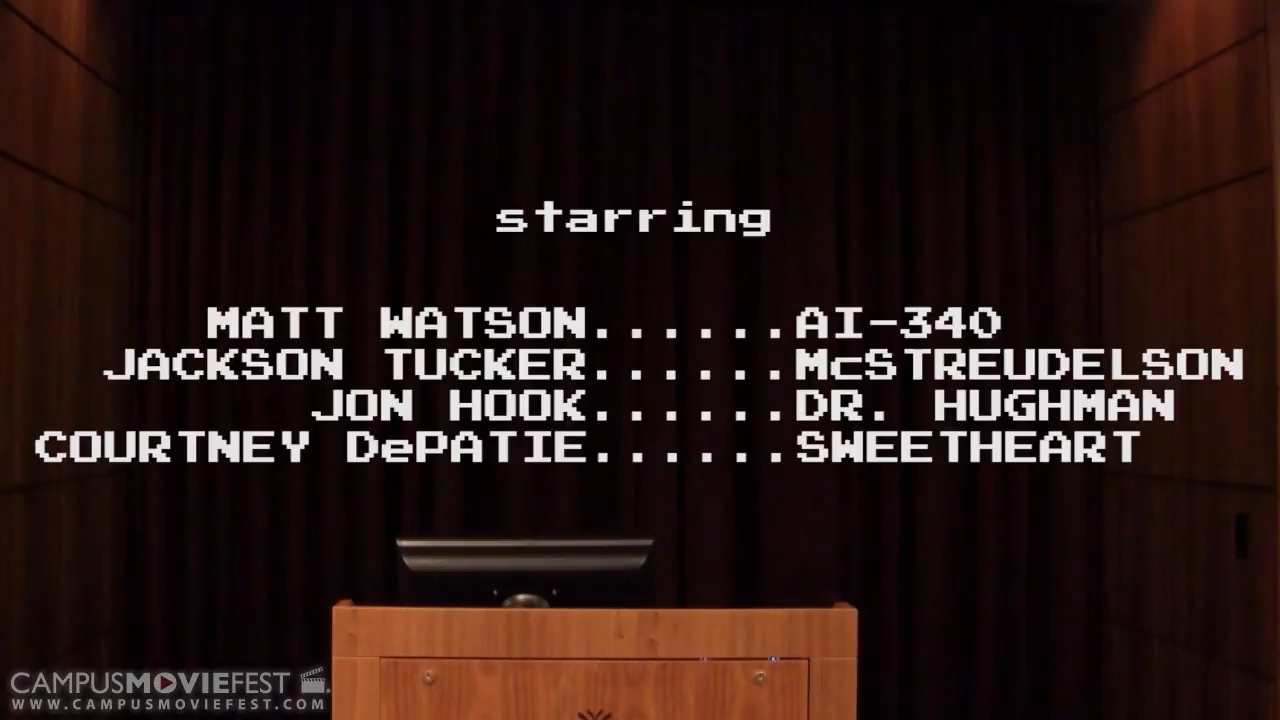 starring
MATT WATSON......AI-340
JACKSON TUCKER......McSTREUDELSON
JON HOOK......DR. HUGHMAN
COURTNEY DePATIE......SWEETHEART
CAMPUSMOVIEFEST
WWW.CAMPUSMOVIEFEST.COM